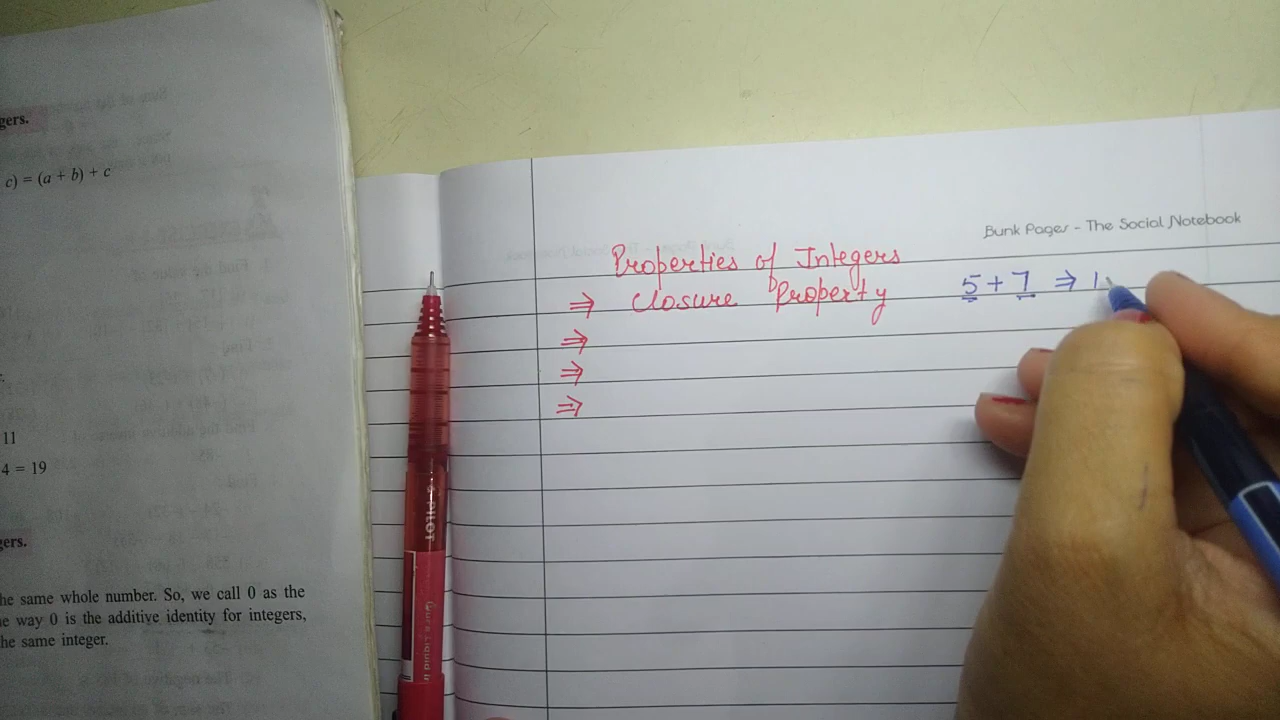 gers.
c) = (a + b) + c
11
4 = 19
gers.
he same whole number. So, we call 0 as the
e way 0 is the additive identity for integers,
he same integer.
Bunk Pages - The Social Notebook
Properties of Integers
⇒ Closure Property 5 + 7 ⇒ 1
⇒
⇒
⇒
PILOT